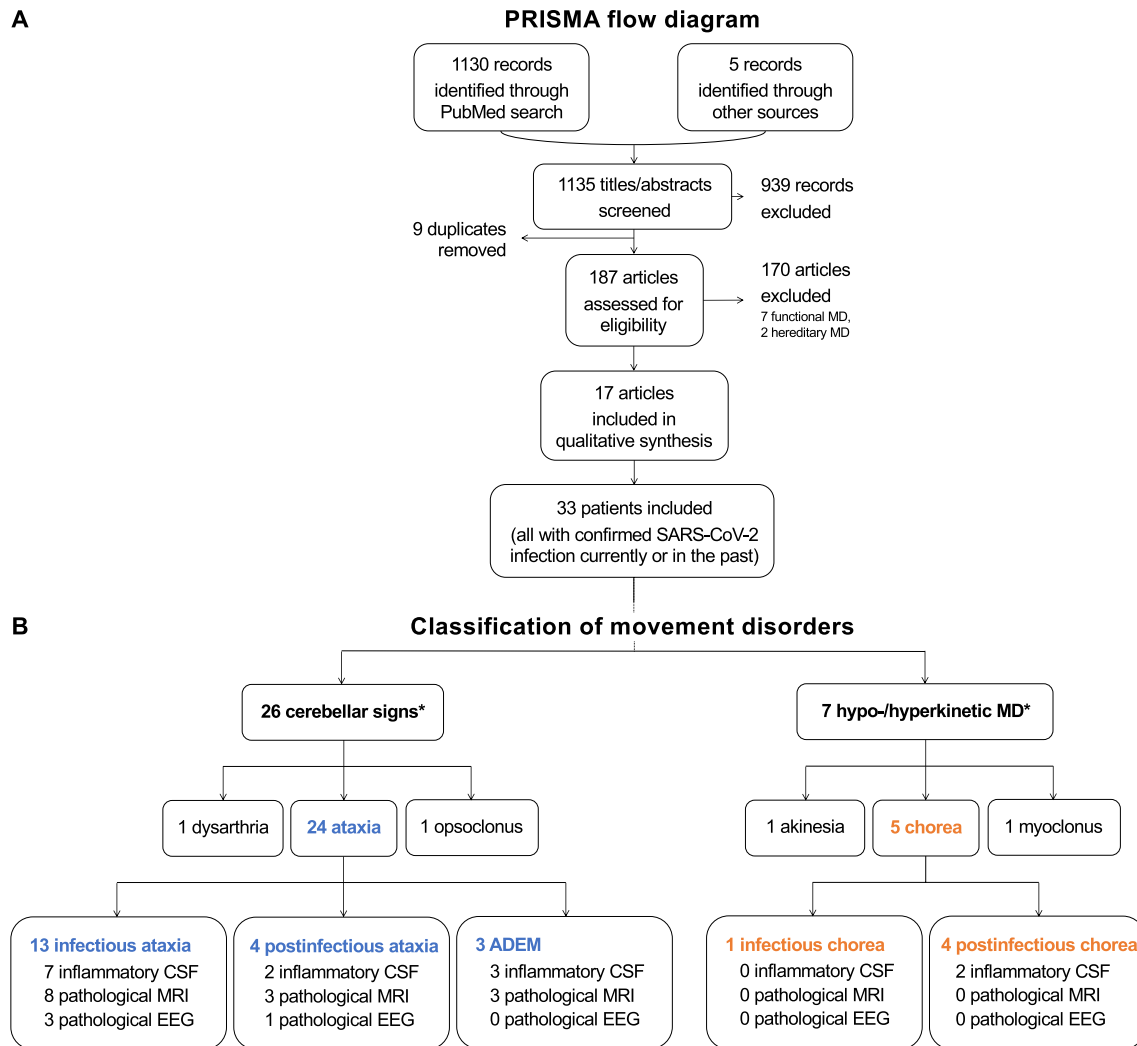 A
PRISMA flow diagram
1130 records
identified through
PubMed search
5 records
identified through
other sources
1135 titles/abstracts
screened
939 records
excluded
9 duplicates
removed
187 articles
assessed for
eligibility
170 articles
excluded
7 functional MD,
2 hereditary MD
17 articles
included in
qualitative synthesis
33 patients included
(all with confirmed SARS-CoV-2
infection currently or in the past)
B
Classification of movement disorders
26 cerebellar signs*
7 hypo-/hyperkinetic MD*
1 dysarthria
24 ataxia
1 opsoclonus
1 akinesia
5 chorea
1 myoclonus
13 infectious ataxia
7 inflammatory CSF
8 pathological MRI
3 pathological EEG
4 postinfectious ataxia
2 inflammatory CSF
3 pathological MRI
1 pathological EEG
3 ADEM
3 inflammatory CSF
3 pathological MRI
0 pathological EEG
1 infectious chorea
0 inflammatory CSF
0 pathological MRI
0 pathological EEG
4 postinfectious chorea
2 inflammatory CSF
0 pathological MRI
0 pathological EEG